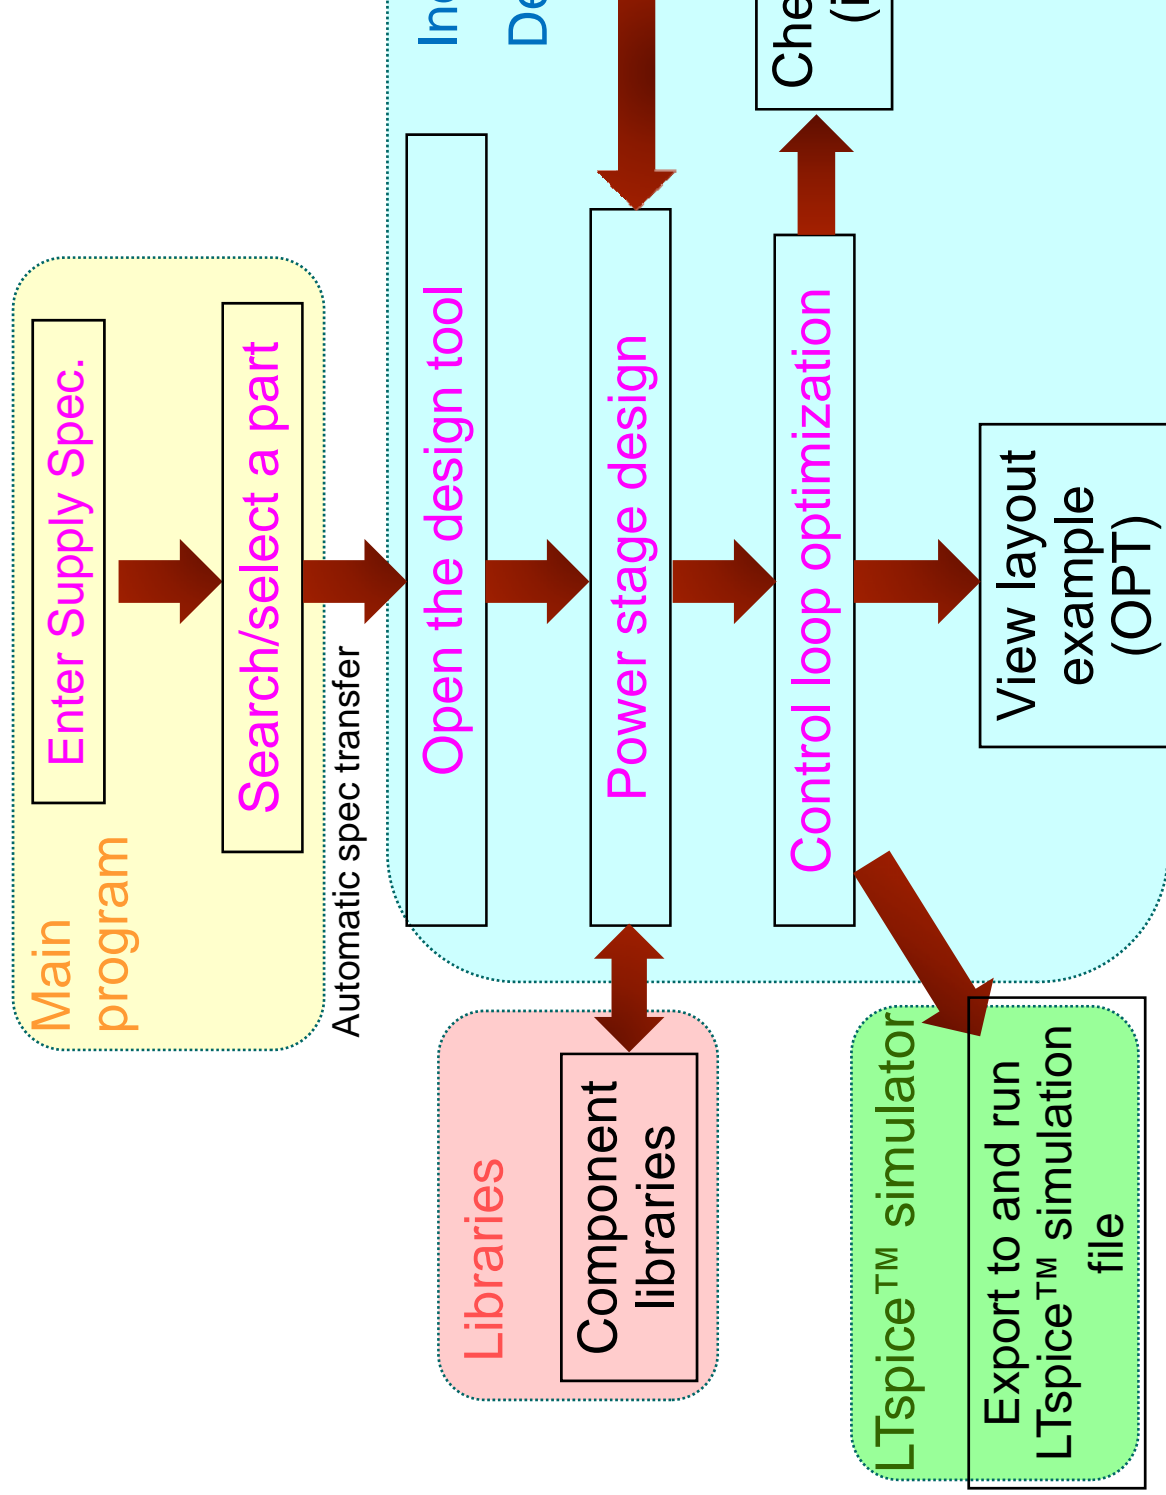 Main
program
Enter Supply Spec.
Search/select a part
Automatic spec transfer
Open the design tool
Power stage design
Control loop optimization
View layout
example
(OPT)
Libraries
Component
libraries
LTspice™ simulator
Export to and run
LTspice™ simulation
file